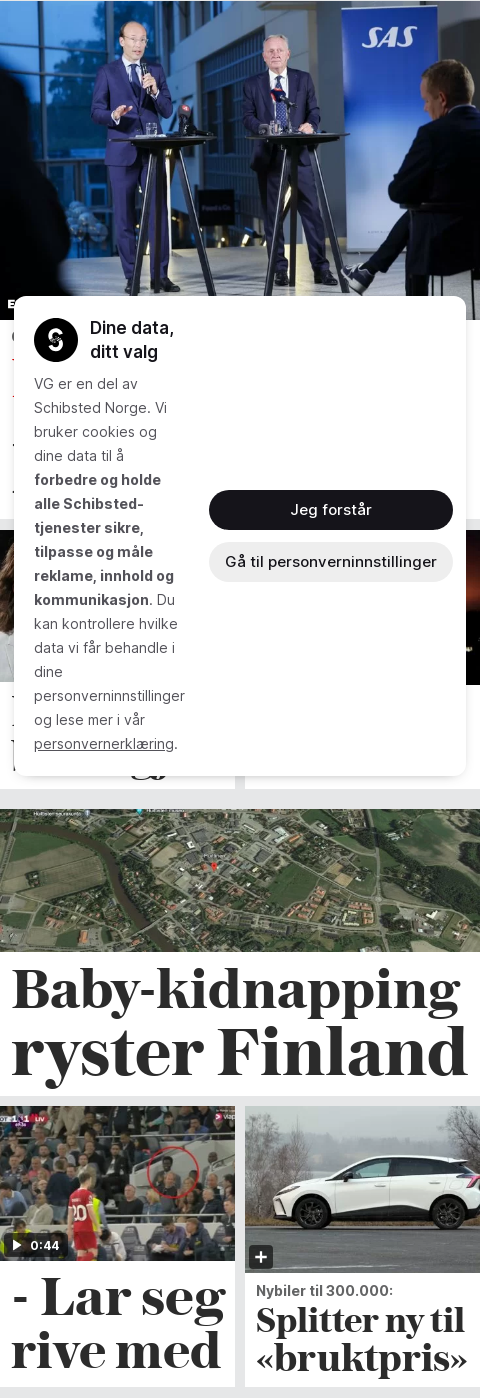 SAS
Dine data,
ditt valg
VG er en del av
Schibsted Norge. Vi
bruker cookies og
dine data til å
forbedre og holde
alle Schibsted-
tjenester sikre,
tilpasse og måle
reklame, innhold og
kommunikasjon. Du
kan kontrollere hvilke
data vi får behandle i
dine
personverninnstillinger
og lese mer i vår
personvernerklæring.
Jeg forstår
Gå til personverninnstillinger
Baby-kidnapping
ryster Finland
0:44
- Lar seg
rive med
Nybiler til 300.000:
Splitter ny til
«bruktpris»